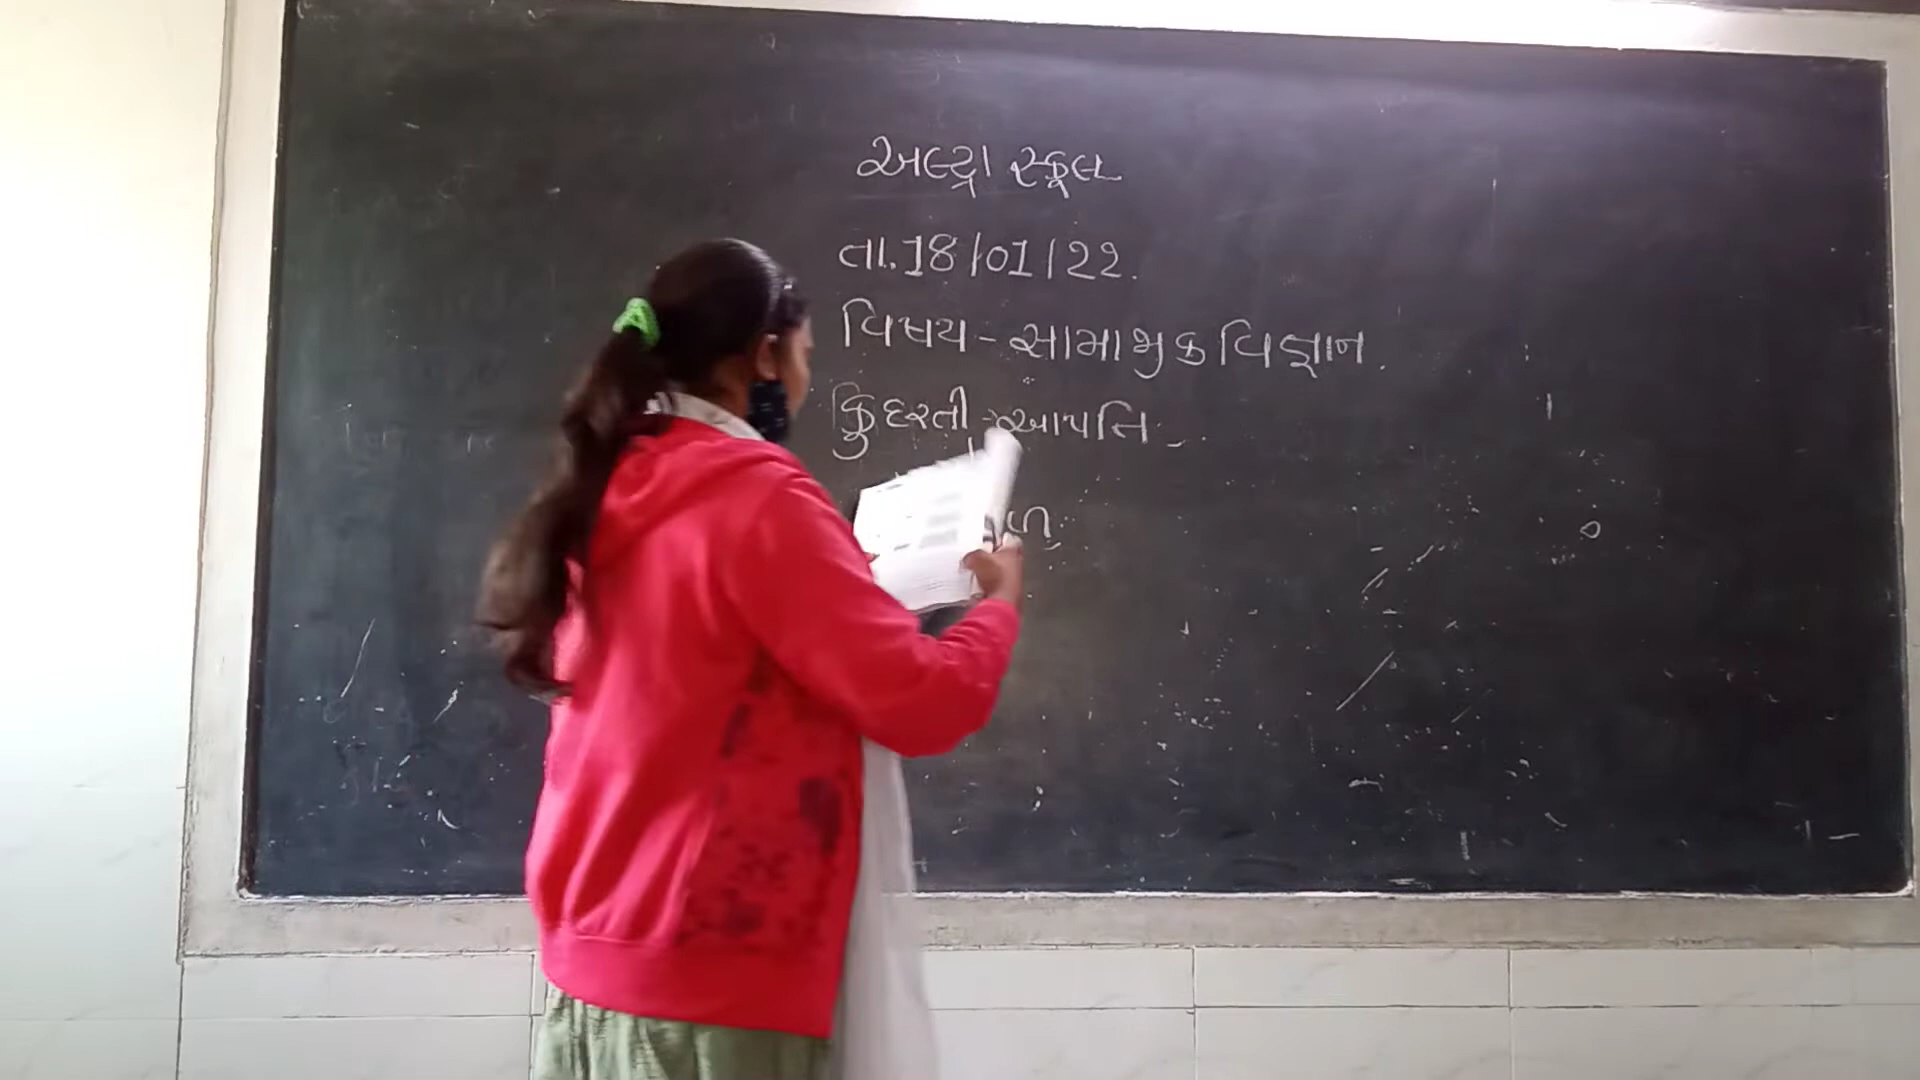 અલ્ટ્રા સ્કૂલ
તા.18/01/22.
વિષય - સામાજીક વિજ્ઞાન.
કુદરતી - આપત્તિ -